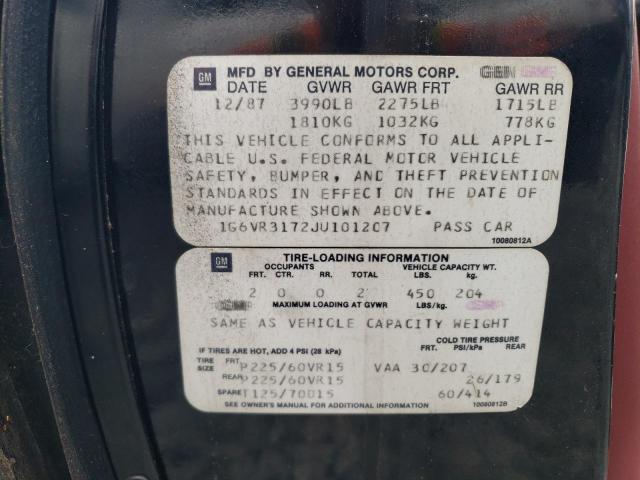 GM MFD BY GENERAL MOTORS CORP.
DATE GVWR GAWR FRT GAWR RR
12/87 3990LB 2275LB 1715LB
1810KG 1032KG 778KG
THIS VEHICLE CONFORMS TO ALL APPLI-
CABLE U.S. FEDERAL MOTOR VEHICLE
SAFETY, BUMPER, AND THEFT PREVENTION
STANDARDS IN EFFECT ON THE DATE OF
MANUFACTURE SHOWN ABOVE.
1G6VR3172JU101207 PASS CAR
10080812A
GM TIRE-LOADING INFORMATION
OCCUPANTS VEHICLE CAPACITY WT.
FRT. CTR. RR. TOTAL LBS. kg.
2 0 0 2 450 204
MAXIMUM LOADING AT GVWR LBS/kg.
SAME AS VEHICLE CAPACITY WEIGHT
COLD TIRE PRESSURE
IF TIRES ARE HOT, ADD 4 PSI (28 kPa) FRT. PSI/kPa REAR
TIRE SIZE FRT. P225/60VR15 VAA 30/207
REAR P225/60VR15 26/179
SPARE T125/70D15 60/414
SEE OWNER'S MANUAL FOR ADDITIONAL INFORMATION 10080812B